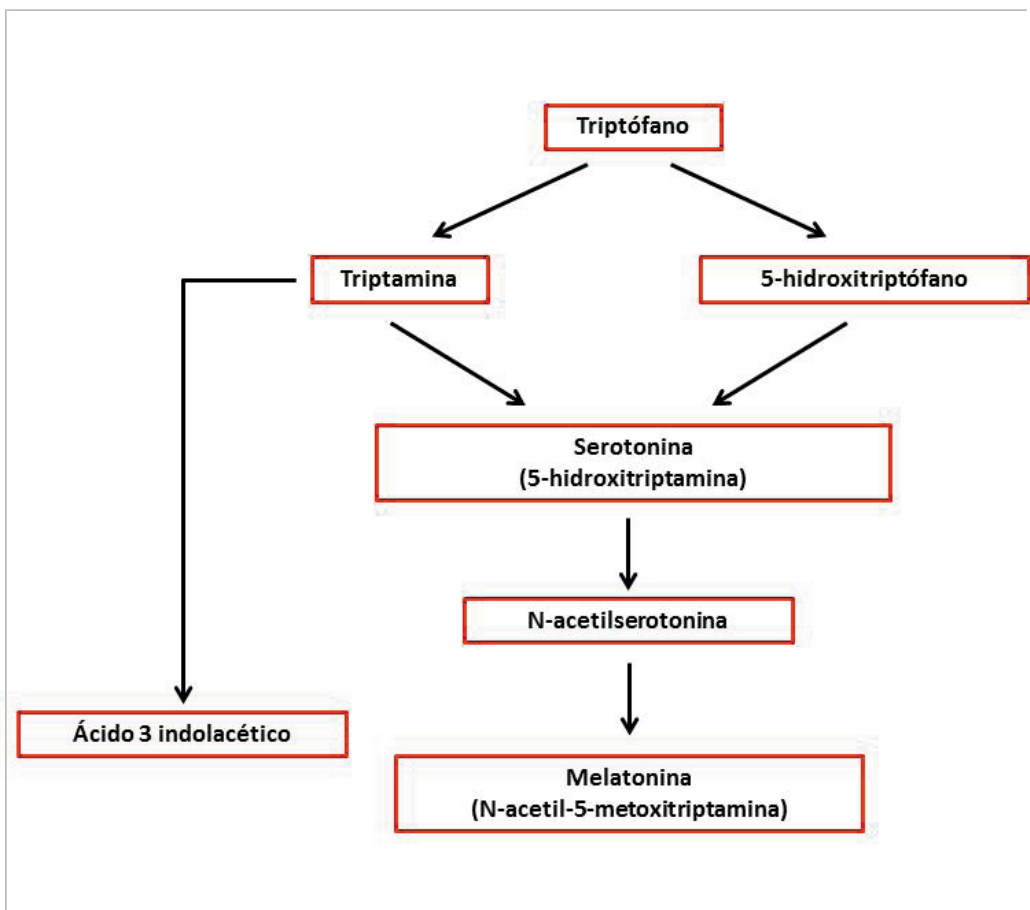 Triptófano
Triptamina
5-hidroxitriptófano
Serotonina
(5-hidroxitriptamina)
N-acetilserotonina
Ácido 3 indolacético
Melatonina
(N-acetil-5-metoxitriptamina)